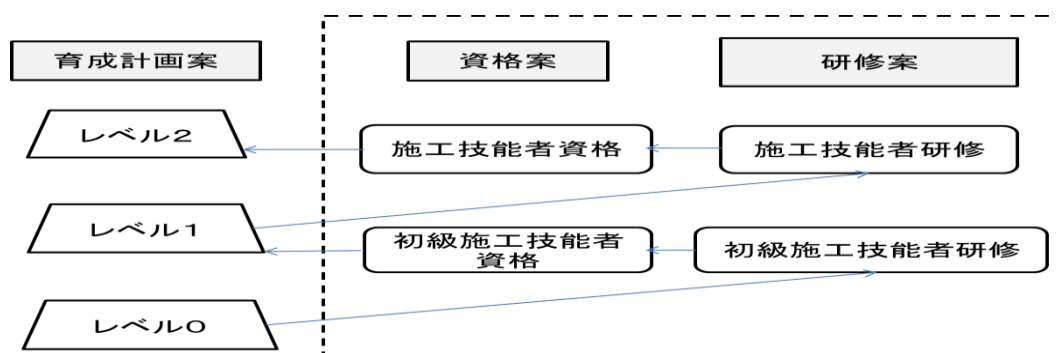 育成計画案
資格案
研修案
レベル2
施工技能者資格
施工技能者研修
レベル1
初級施工技能者
資格
初級施工技能者研修
レベル0